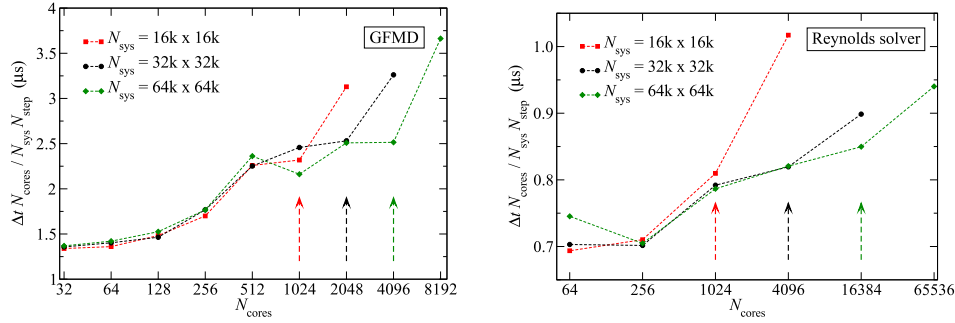 GFMD
N_sys = 16k x 16k
N_sys = 32k x 32k
N_sys = 64k x 64k
Δt N_cores / N_sys N_step (μs)
4
3.5
3
2.5
2
1.5
1
32 64 128 256 512 1024 2048 4096 8192
N_cores
Reynolds solver
N_sys = 16k x 16k
N_sys = 32k x 32k
N_sys = 64k x 64k
Δt N_cores / N_sys N_step (μs)
1.0
0.9
0.8
0.7
64 256 1024 4096 16384 65536
N_cores